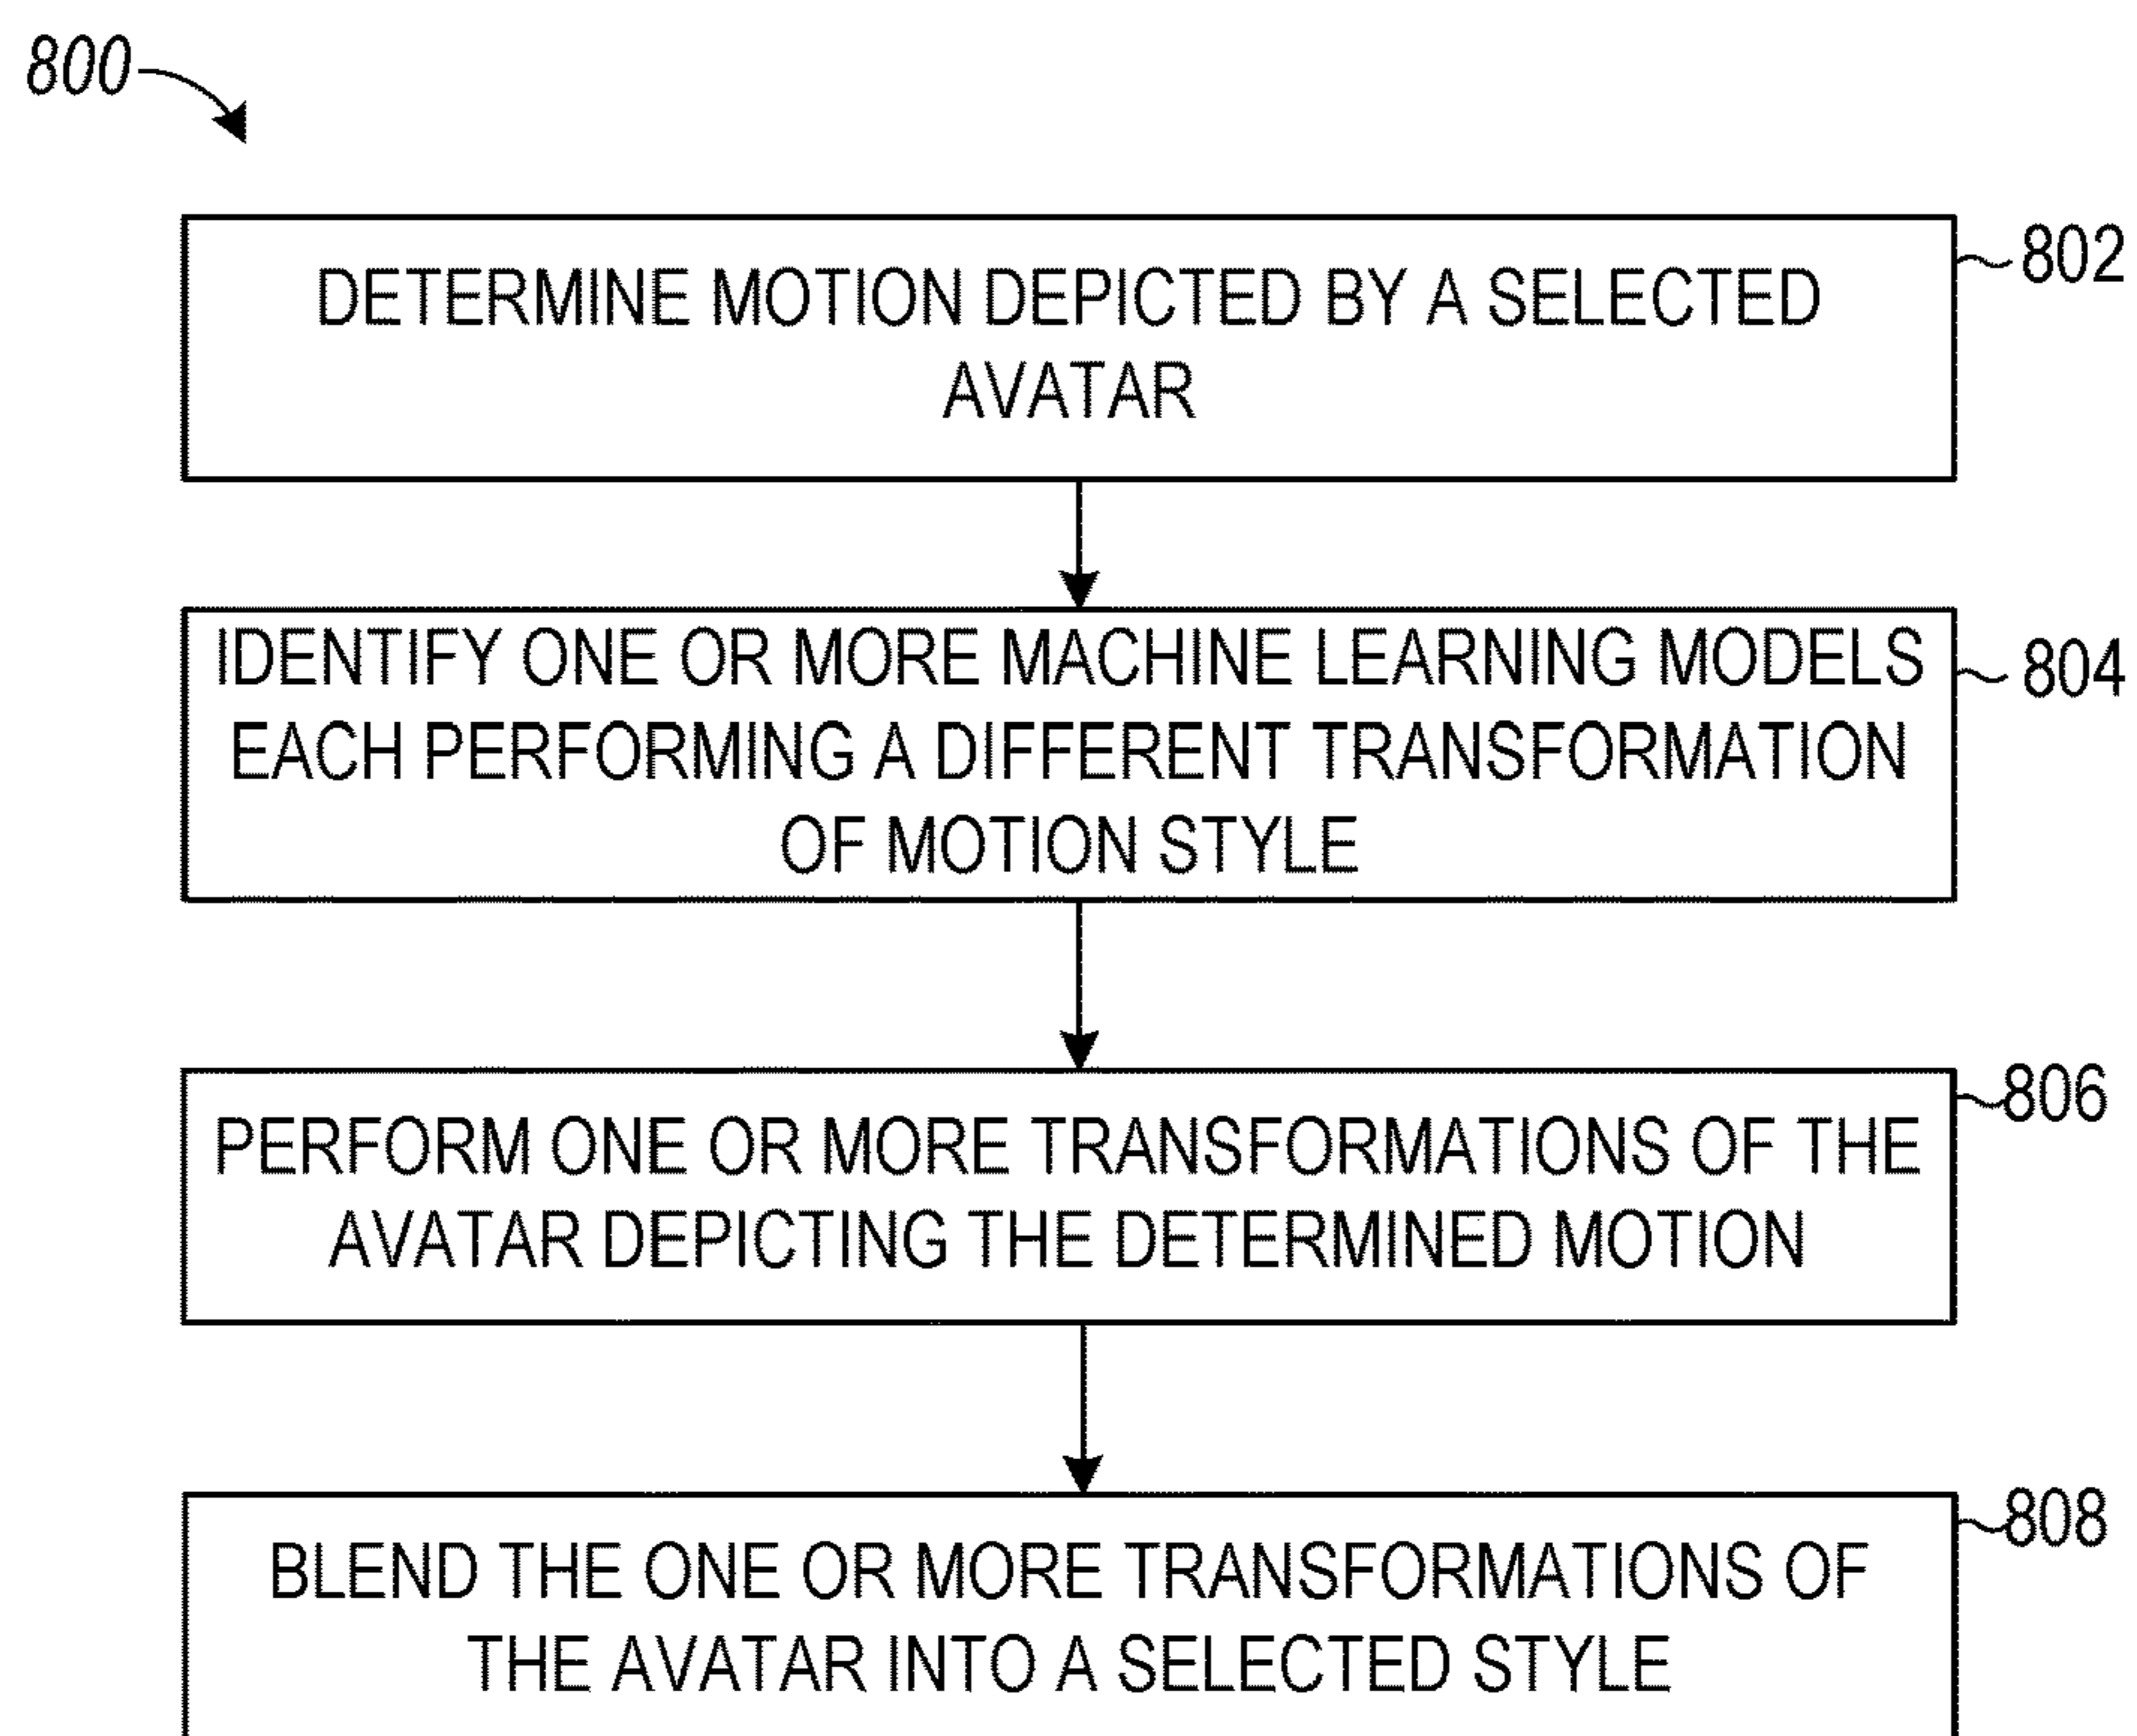 800
DETERMINE MOTION DEPICTED BY A SELECTED
AVATAR
802
IDENTIFY ONE OR MORE MACHINE LEARNING MODELS
EACH PERFORMING A DIFFERENT TRANSFORMATION
OF MOTION STYLE
804
PERFORM ONE OR MORE TRANSFORMATIONS OF THE
AVATAR DEPICTING THE DETERMINED MOTION
806
BLEND THE ONE OR MORE TRANSFORMATIONS OF
THE AVATAR INTO A SELECTED STYLE
808